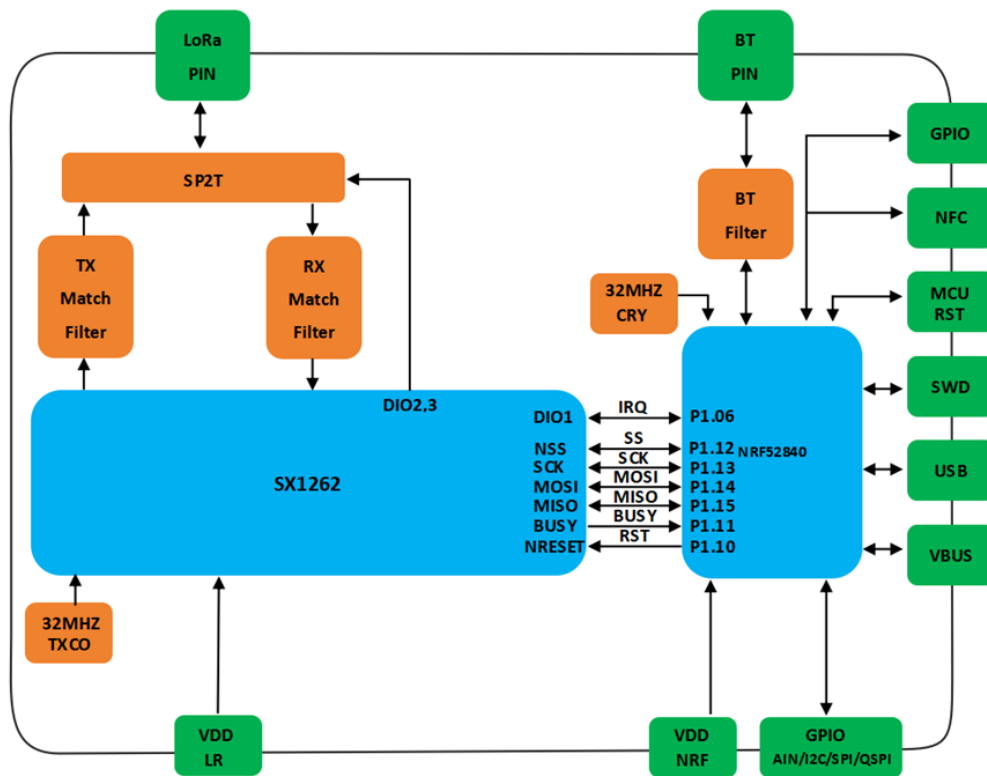 LoRa
PIN
BT
PIN
GPIO
SP2T
BT
Filter
NFC
TX
Match
Filter
RX
Match
Filter
32MHZ
CRY
MCU
RST
DIO2,3
SWD
DIO1 IRQ P1.06
NSS SS P1.12 NRF52840
SCK SCK P1.13
SX1262
MOSI MOSI P1.14
USB
MISO MISO P1.15
BUSY BUSY P1.11
NRESET RST P1.10
VBUS
32MHZ
TXCO
VDD
LR
VDD
NRF
GPIO
AIN/I2C/SPI/QSPI